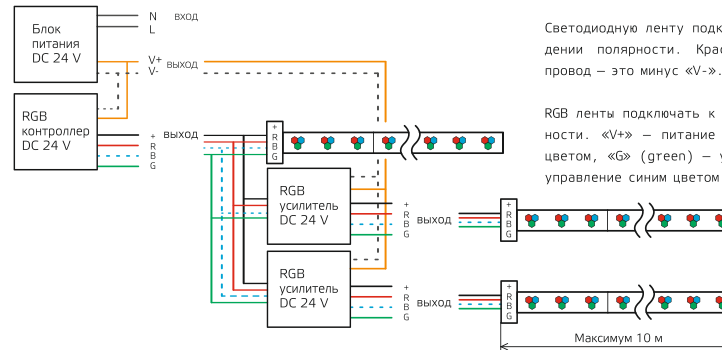 Блок
питания
DC 24 V
N вход
L
V+ выход
V-
RGB
контроллер
DC 24 V
+ выход
R
B
G
+
R
B
G
RGB
усилитель
DC 24 V
+
R
B выход
G
+
R
B
G
RGB
усилитель
DC 24 V
+
R
B выход
G
+
R
B
G
Максимум 10 м
Светодиодную ленту
дении полярности.
провод – это минус «V-».
RGB ленты подключать к
ности. «V+» – питание
цветом, «G» (green) –
управление синим цветом